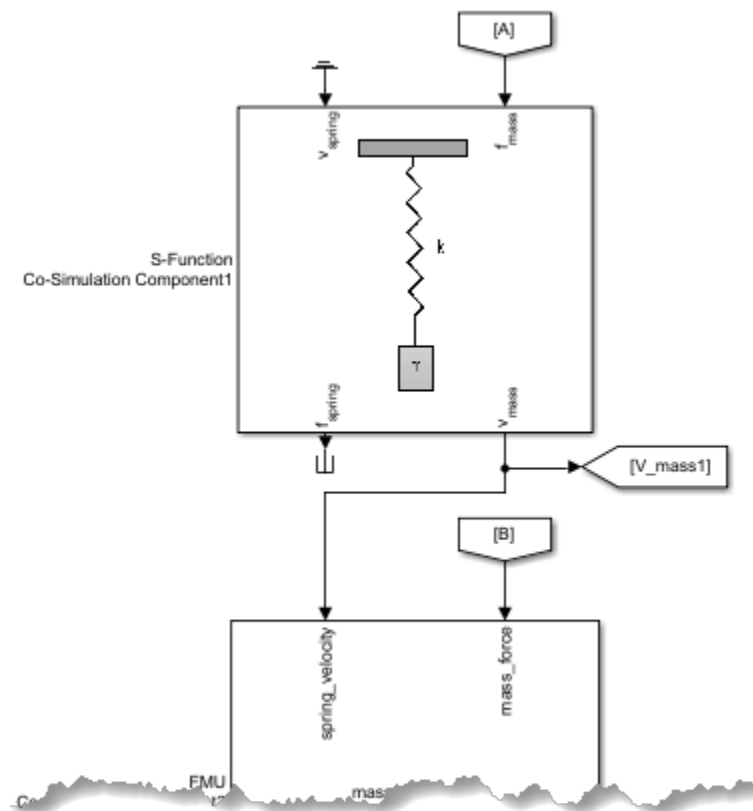 [A]
v_spring
f_mass
k
S-Function
Co-Simulation Component1
f_spring
v_mass
[V_mass1]
[B]
spring_velocity
mass_force
FMU